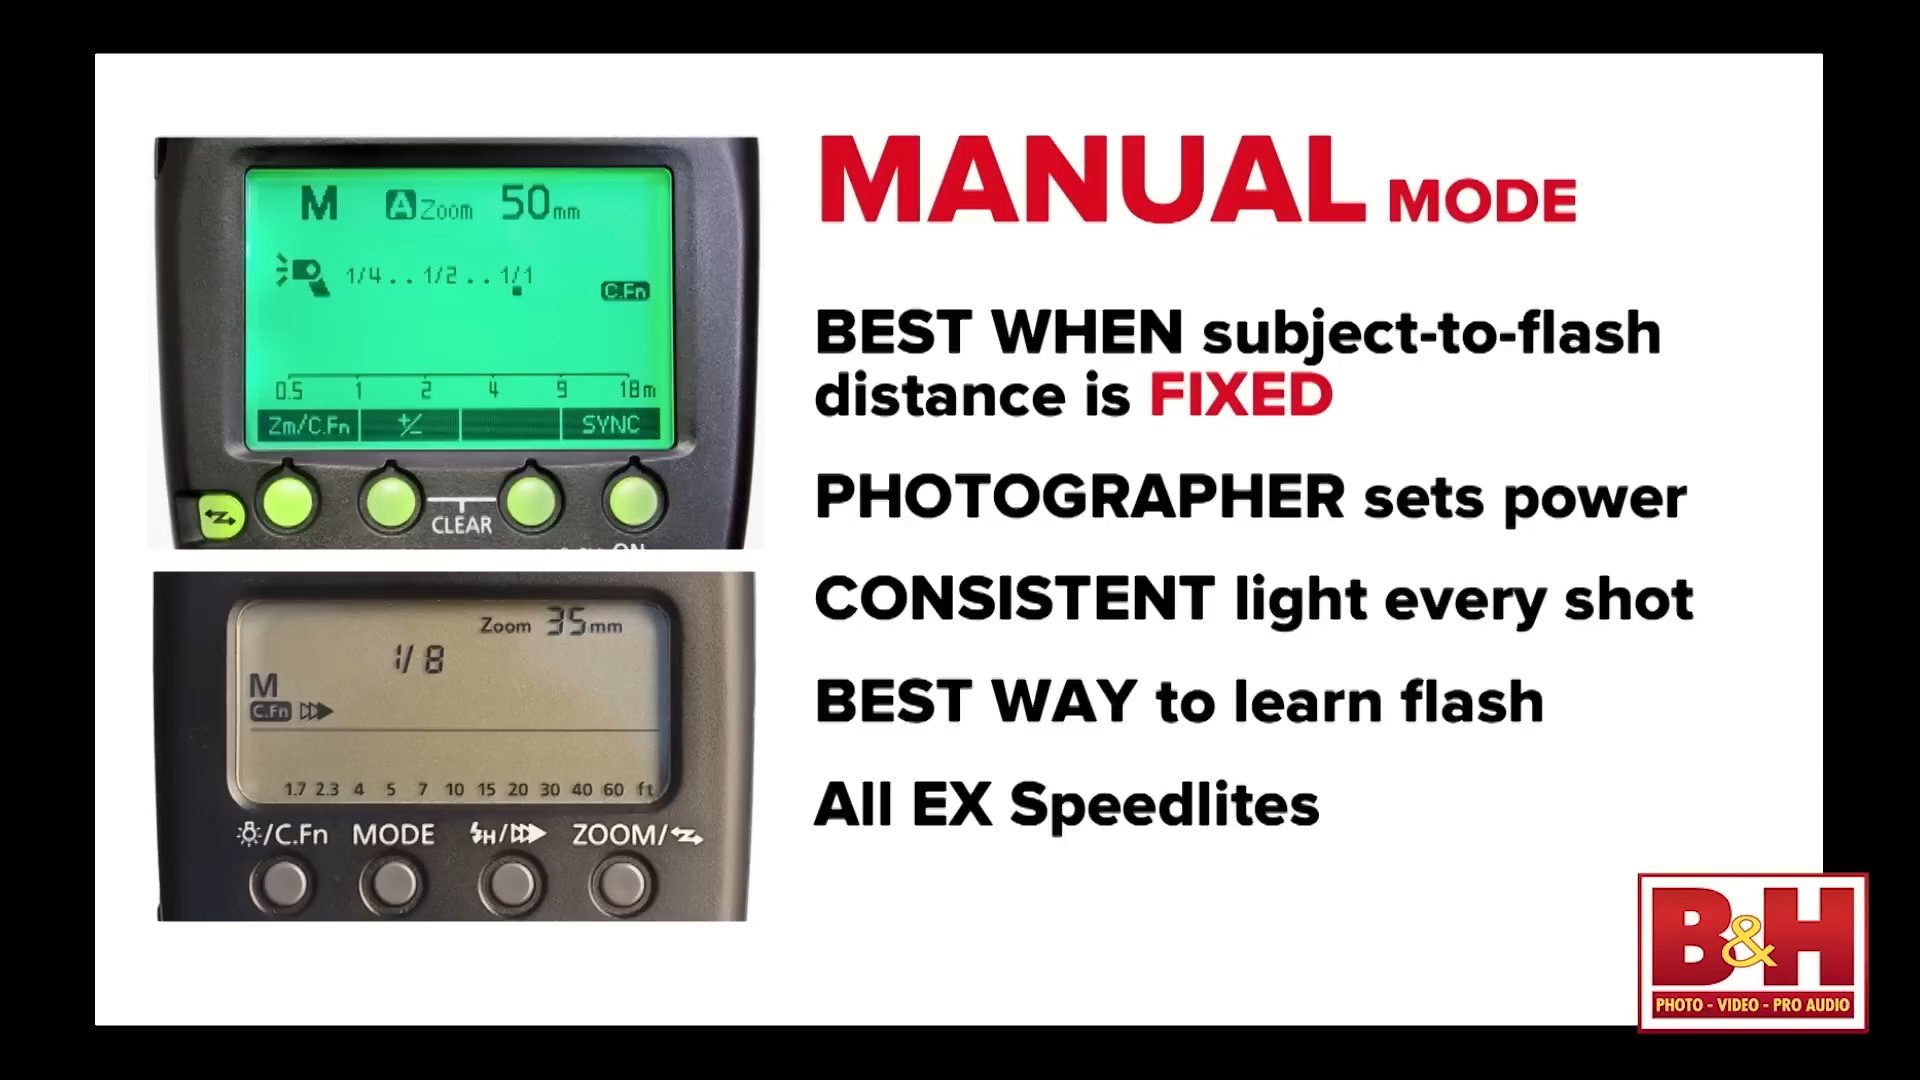 M A Zoom 50mm
1/4..1/2..1/1
C.Fn
0.5 1 2 4 9 18m
Zm/C.Fn +/- SYNC
CLEAR
Zoom 35mm
1/8
M
C.Fn
1.7 2.3 4 5 7 10 15 20 30 40 60 ft
/C.Fn MODE H/ ZOOM/
MANUAL MODE
BEST WHEN subject-to-flash
distance is FIXED
PHOTOGRAPHER sets power
CONSISTENT light every shot
BEST WAY to learn flash
All EX Speedlites
B&H
PHOTO - VIDEO - PRO AUDIO